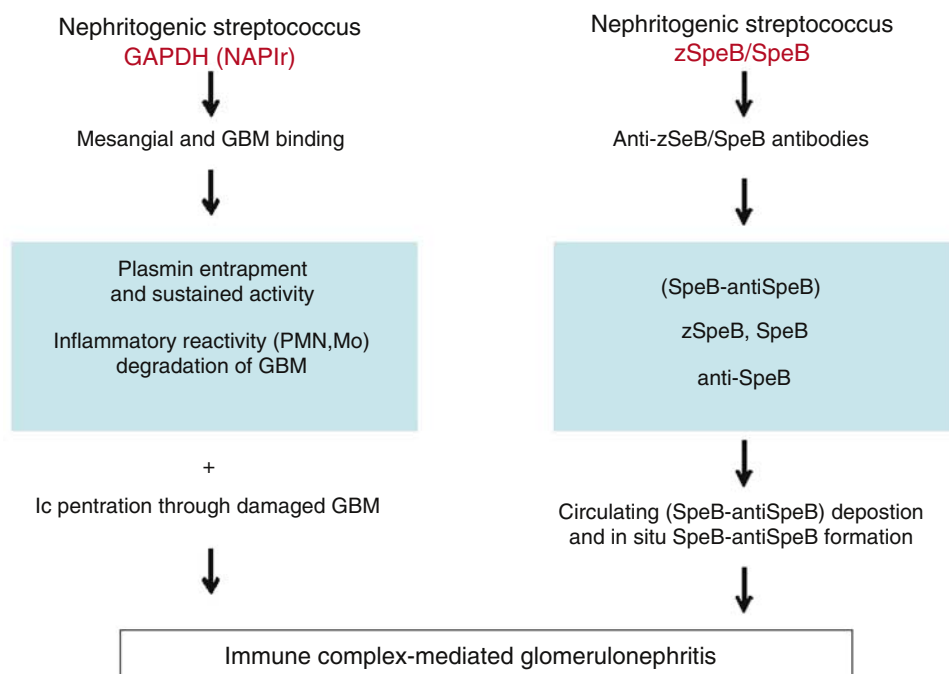 Nephritogenic streptococcus
GAPDH (NAPIr)
Mesangial and GBM binding
Plasmin entrapment
and sustained activity
Inflammatory reactivity (PMN,Mo)
degradation of GBM
+
Ic pentration through damaged GBM
Nephritogenic streptococcus
zSpeB/SpeB
Anti-zSeB/SpeB antibodies
(SpeB-antiSpeB)
zSpeB, SpeB
anti-SpeB
Circulating (SpeB-antiSpeB) depostion
and in situ SpeB-antiSpeB formation
Immune complex-mediated glomerulonephritis